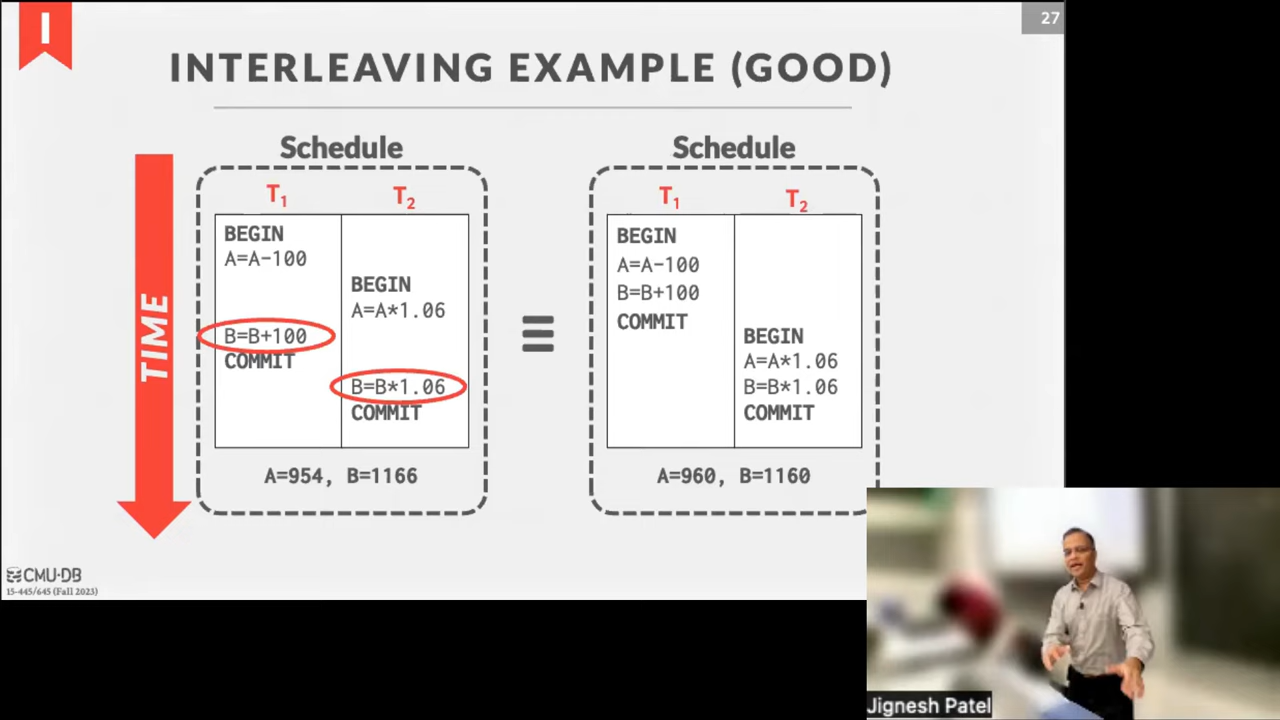 I
27
INTERLEAVING EXAMPLE (GOOD)
TIME
Schedule
T1 T2
BEGIN
A=A-100
BEGIN
A=A*1.06
B=B+100
COMMIT
B=B*1.06
COMMIT
A=954, B=1166
≡
Schedule
T1 T2
BEGIN
A=A-100
B=B+100
COMMIT
BEGIN
A=A*1.06
B=B*1.06
COMMIT
A=960, B=1160
CMU·DB
15-445/645 (Fall 2023)
Jignesh Patel